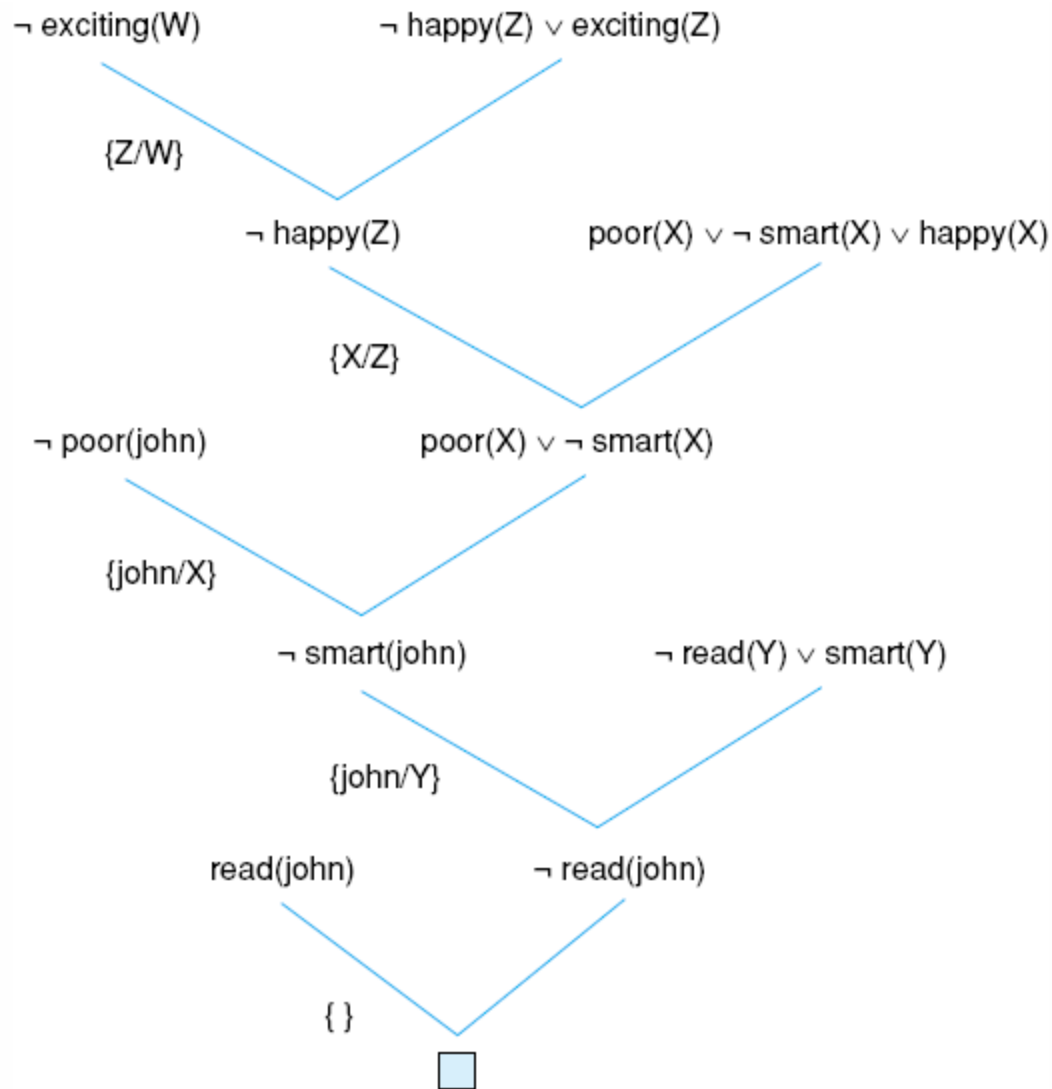 ¬ exciting(W) ¬ happy(Z) ∨ exciting(Z)
{Z/W}
¬ happy(Z) poor(X) ∨ ¬ smart(X) ∨ happy(X)
{X/Z}
¬ poor(john) poor(X) ∨ ¬ smart(X)
{john/X}
¬ smart(john) ¬ read(Y) ∨ smart(Y)
{john/Y}
read(john) ¬ read(john)
{ }